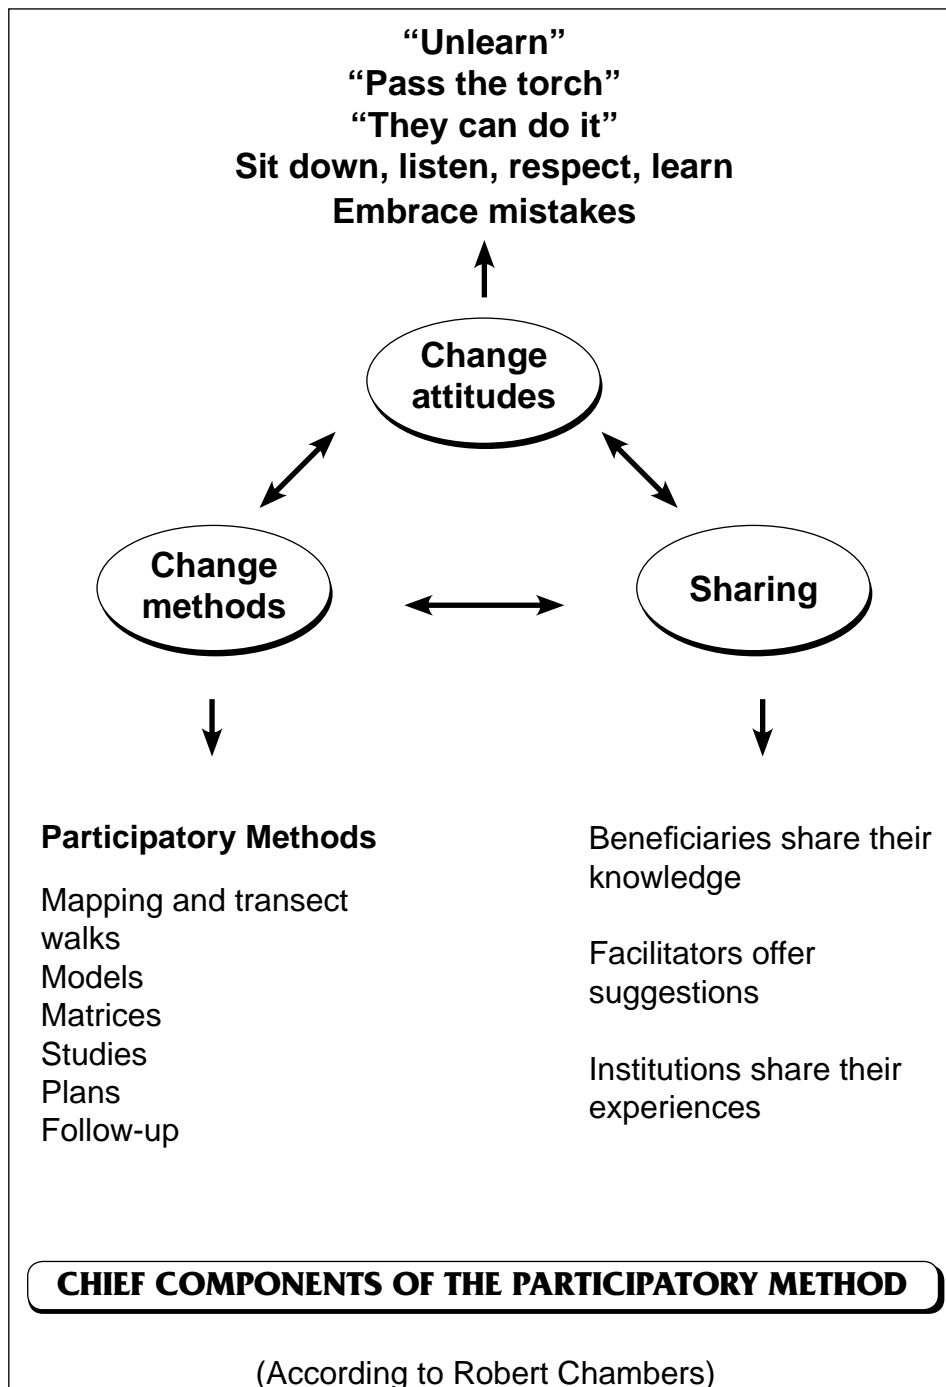 “Unlearn”
“Pass the torch”
“They can do it”
Sit down, listen, respect, learn
Embrace mistakes
Change
attitudes
Change
methods
Sharing
Participatory Methods
Mapping and transect
walks
Models
Matrices
Studies
Plans
Follow-up
Beneficiaries share their
knowledge
Facilitators offer
suggestions
Institutions share their
experiences
CHIEF COMPONENTS OF THE PARTICIPATORY METHOD
(According to Robert Chambers)